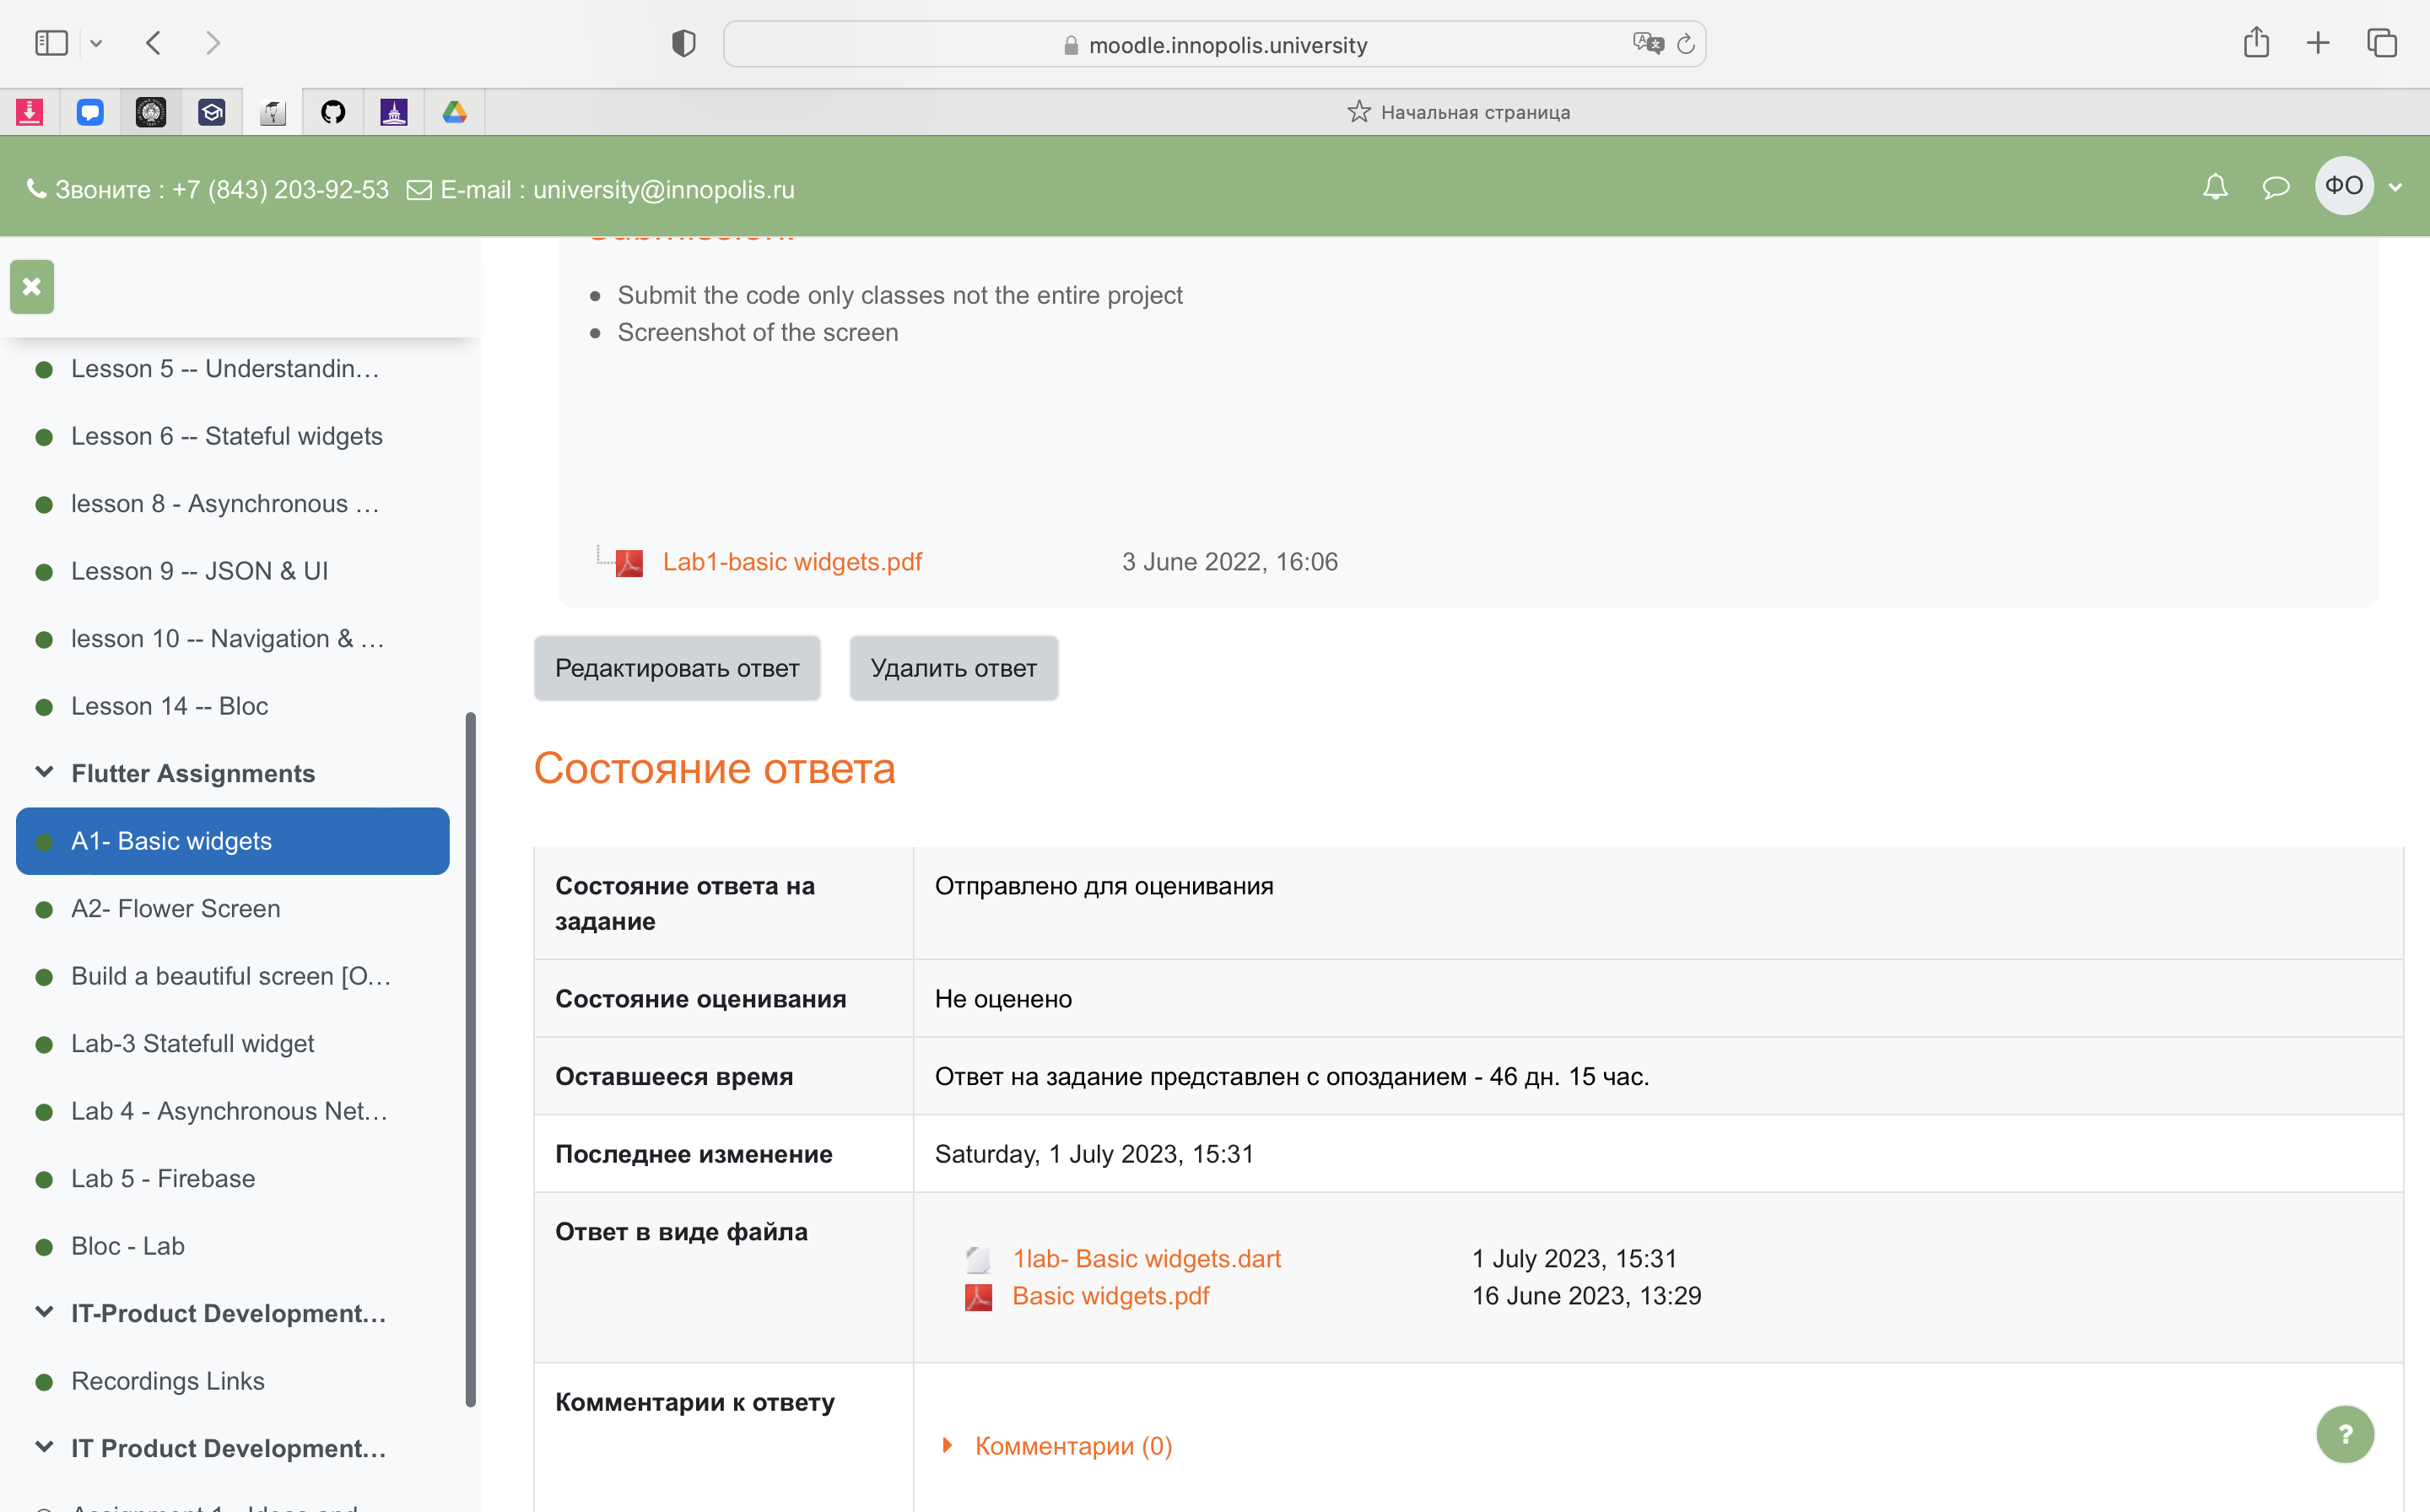 moodle.innopolis.university
Начальная страница
Звоните : +7 (843) 203-92-53 E-mail : university@innopolis.ru
ФО
Lesson 5 -- Understandin...
Lesson 6 -- Stateful widgets
lesson 8 - Asynchronous ...
Lesson 9 -- JSON & UI
lesson 10 -- Navigation & ...
Lesson 14 -- Bloc
Flutter Assignments
A1- Basic widgets
A2- Flower Screen
Build a beautiful screen [O...
Lab-3 Statefull widget
Lab 4 - Asynchronous Net...
Lab 5 - Firebase
Bloc - Lab
IT-Product Development...
Recordings Links
IT Product Development...
Submission:
Submit the code only classes not the entire project
Screenshot of the screen
Lab1-basic widgets.pdf 3 June 2022, 16:06
Редактировать ответ Удалить ответ
Состояние ответа
Состояние ответа на
задание
Отправлено для оценивания
Состояние оценивания Не оценено
Оставшееся время Ответ на задание представлен с опозданием - 46 дн. 15 час.
Последнее изменение Saturday, 1 July 2023, 15:31
Ответ в виде файла
1lab- Basic widgets.dart 1 July 2023, 15:31
Basic widgets.pdf 16 June 2023, 13:29
Комментарии к ответу
Комментарии (0)
?